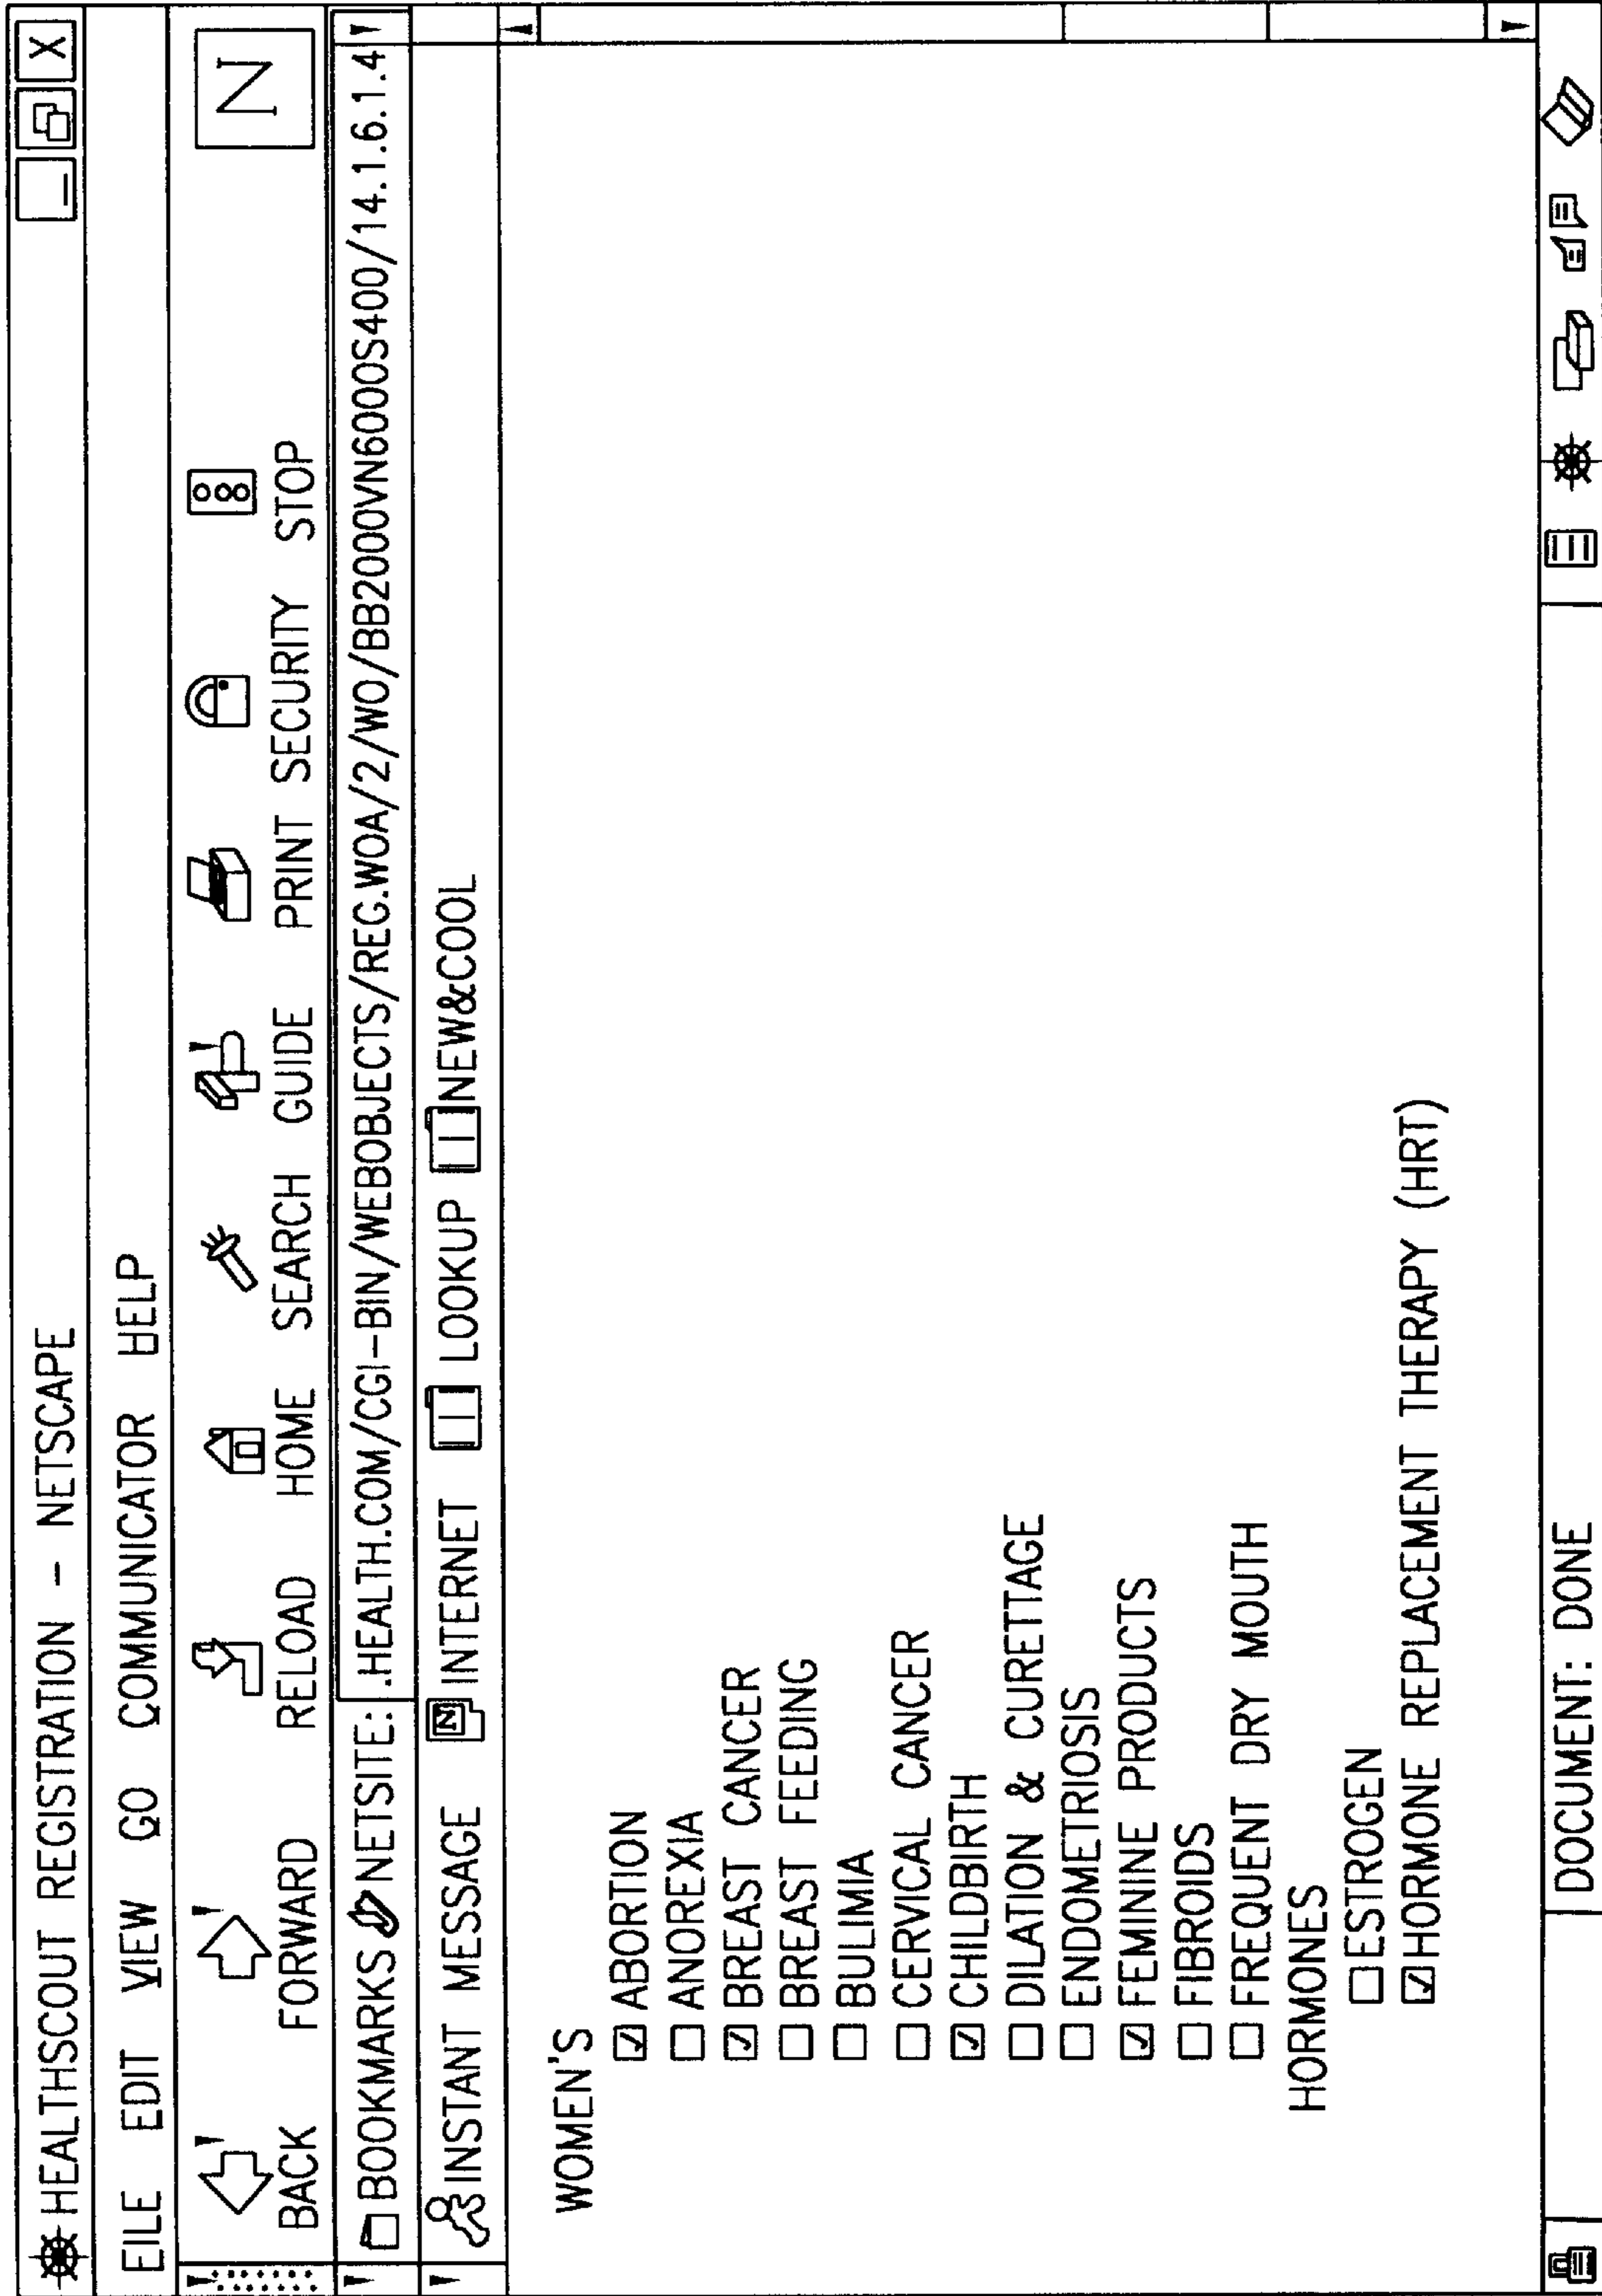 HEALTHSCOUT REGISTRATION – NETSCAPE
FILE EDIT VIEW GO COMMUNICATOR HELP
BACK FORWARD RELOAD HOME SEARCH GUIDE PRINT SECURITY STOP
N
BOOKMARKS NETSITE: .HEALTH.COM/CGI–BIN/WEBOBJECTS/REG.WOA/2/WO/BB2000VN6000S400/14.1.6.1.4
INSTANT MESSAGE N INTERNET LOOKUP NEW&COOL
WOMEN'S
☑ ABORTION
☐ ANOREXIA
☑ BREAST CANCER
☐ BREAST FEEDING
☐ BULIMIA
☐ CERVICAL CANCER
☑ CHILDBIRTH
☐ DILATION & CURETTAGE
☐ ENDOMETRIOSIS
☑ FEMININE PRODUCTS
☐ FIBROIDS
☐ FREQUENT DRY MOUTH
HORMONES
☐ ESTROGEN
☑ HORMONE REPLACEMENT THERAPY (HRT)
DOCUMENT: DONE